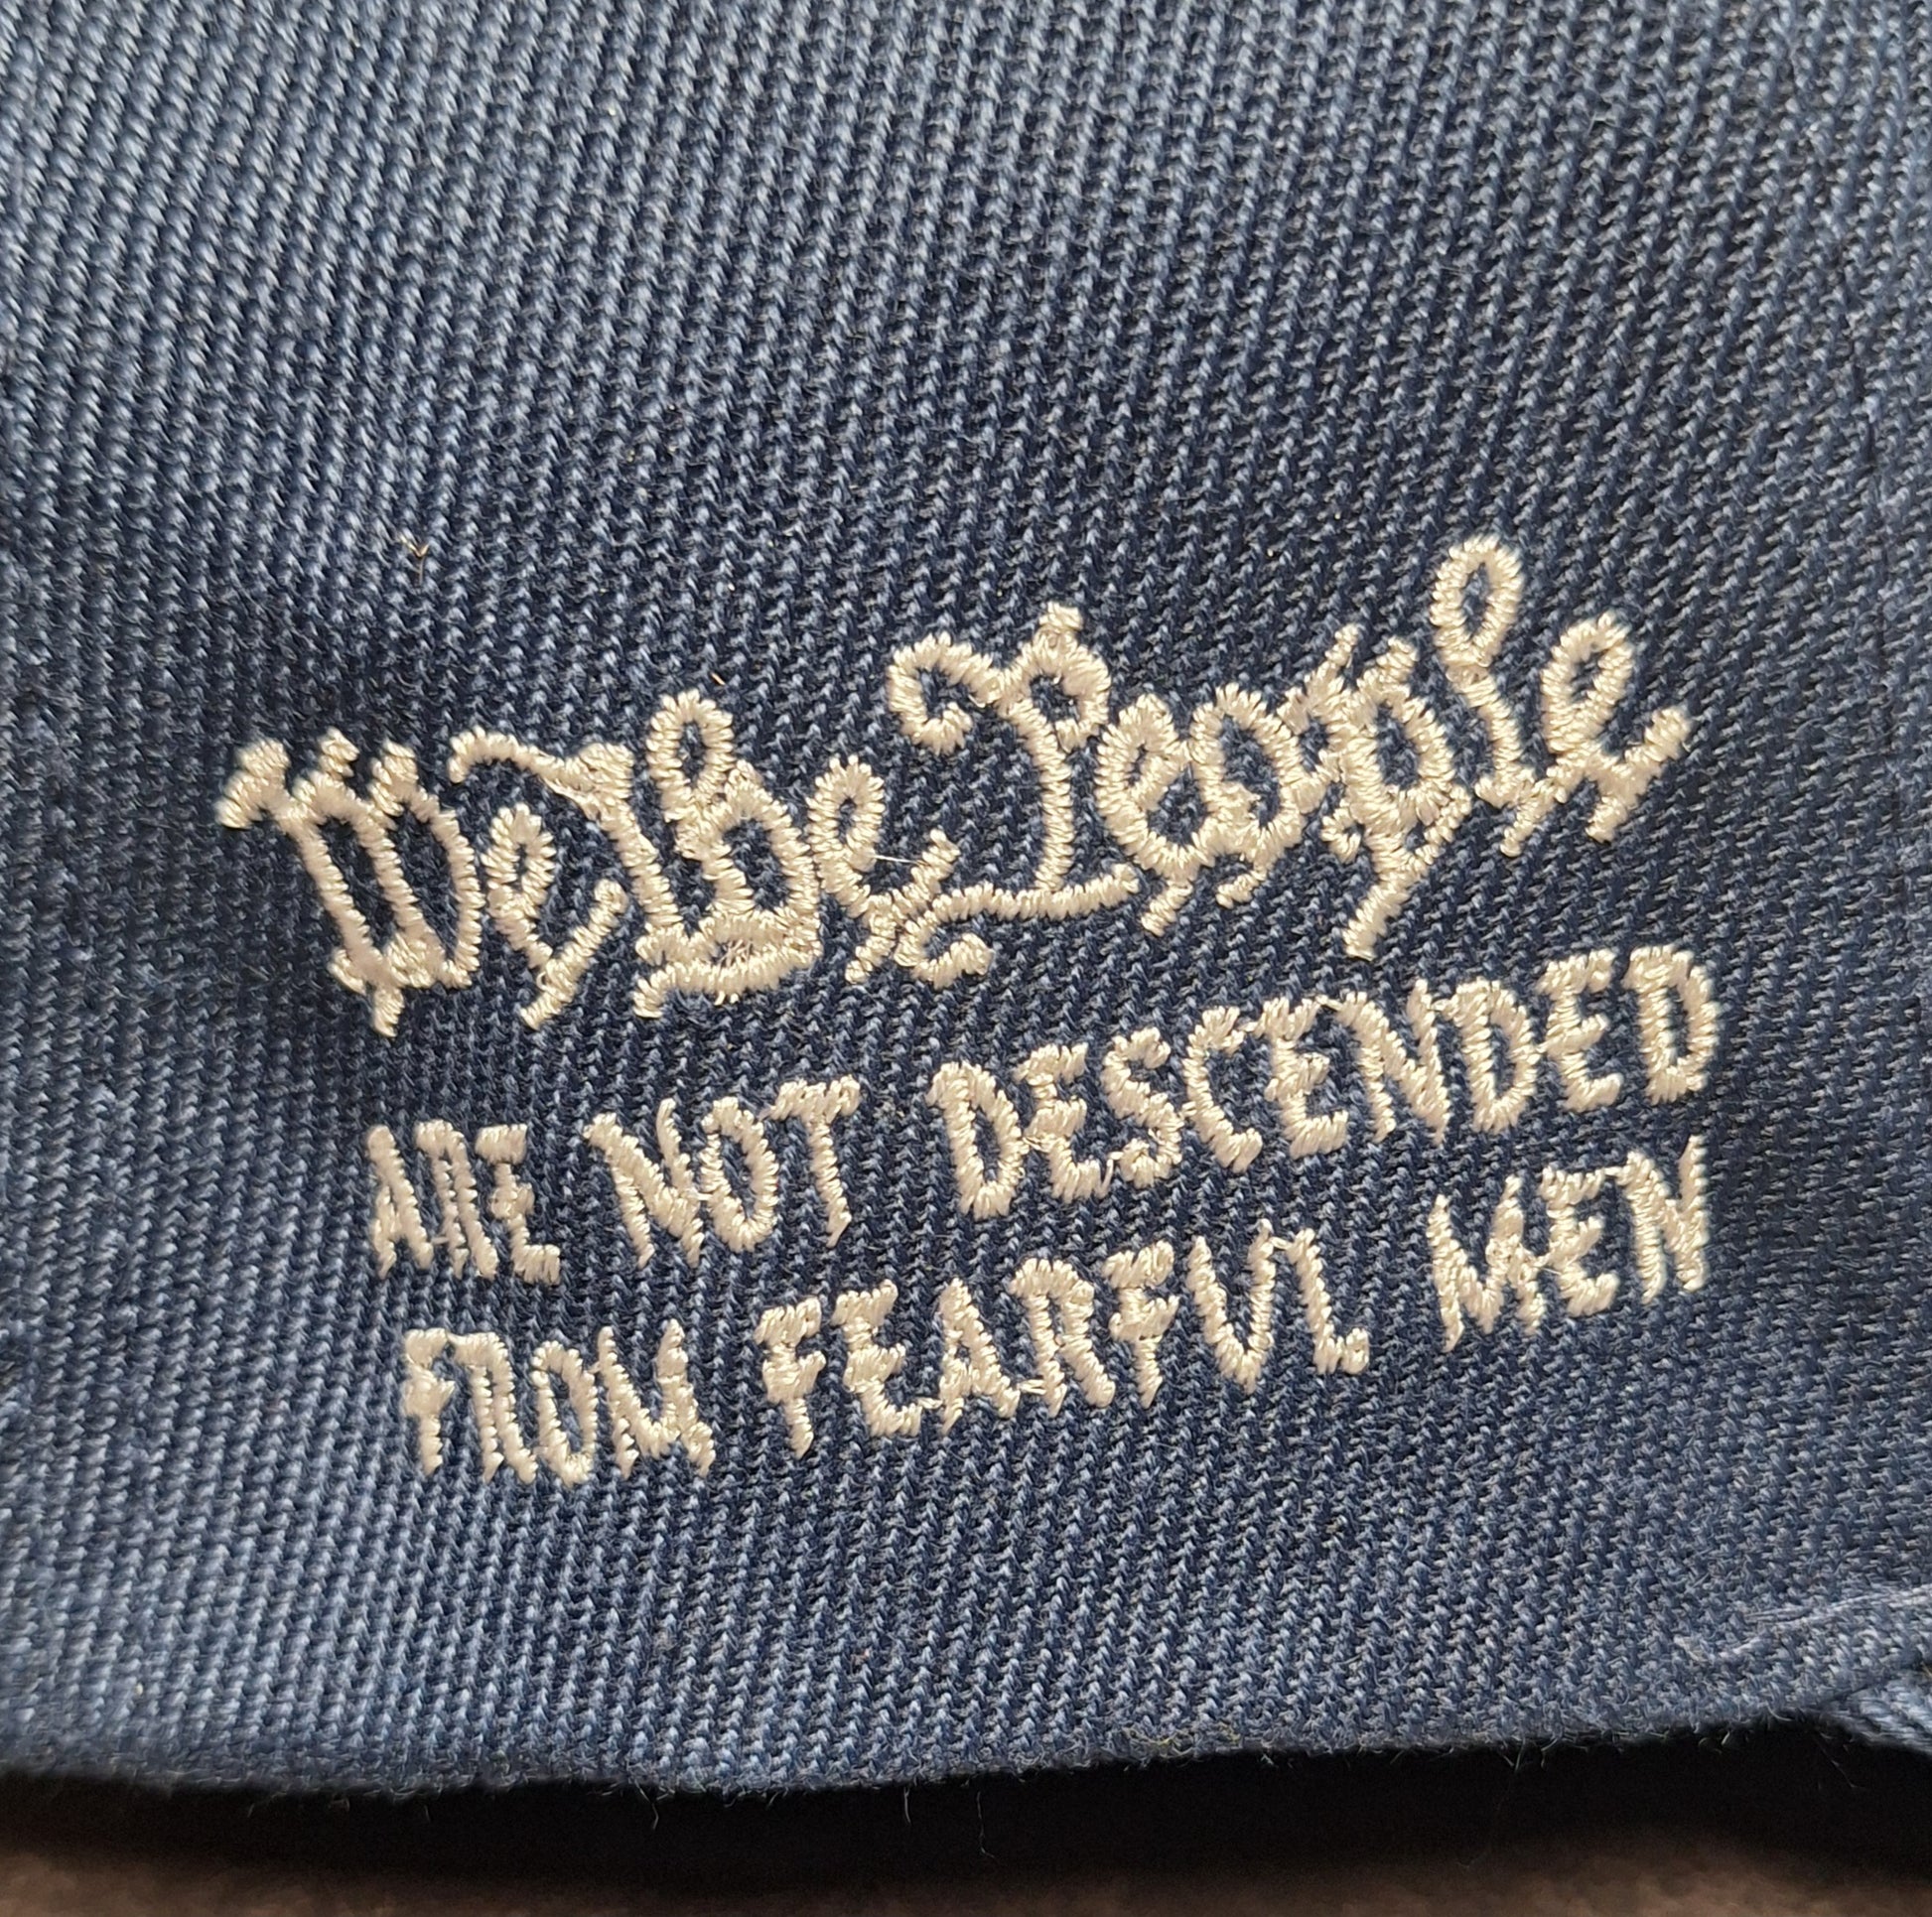 We the People
ARE NOT DESCENDED
FROM FEARFUL MEN